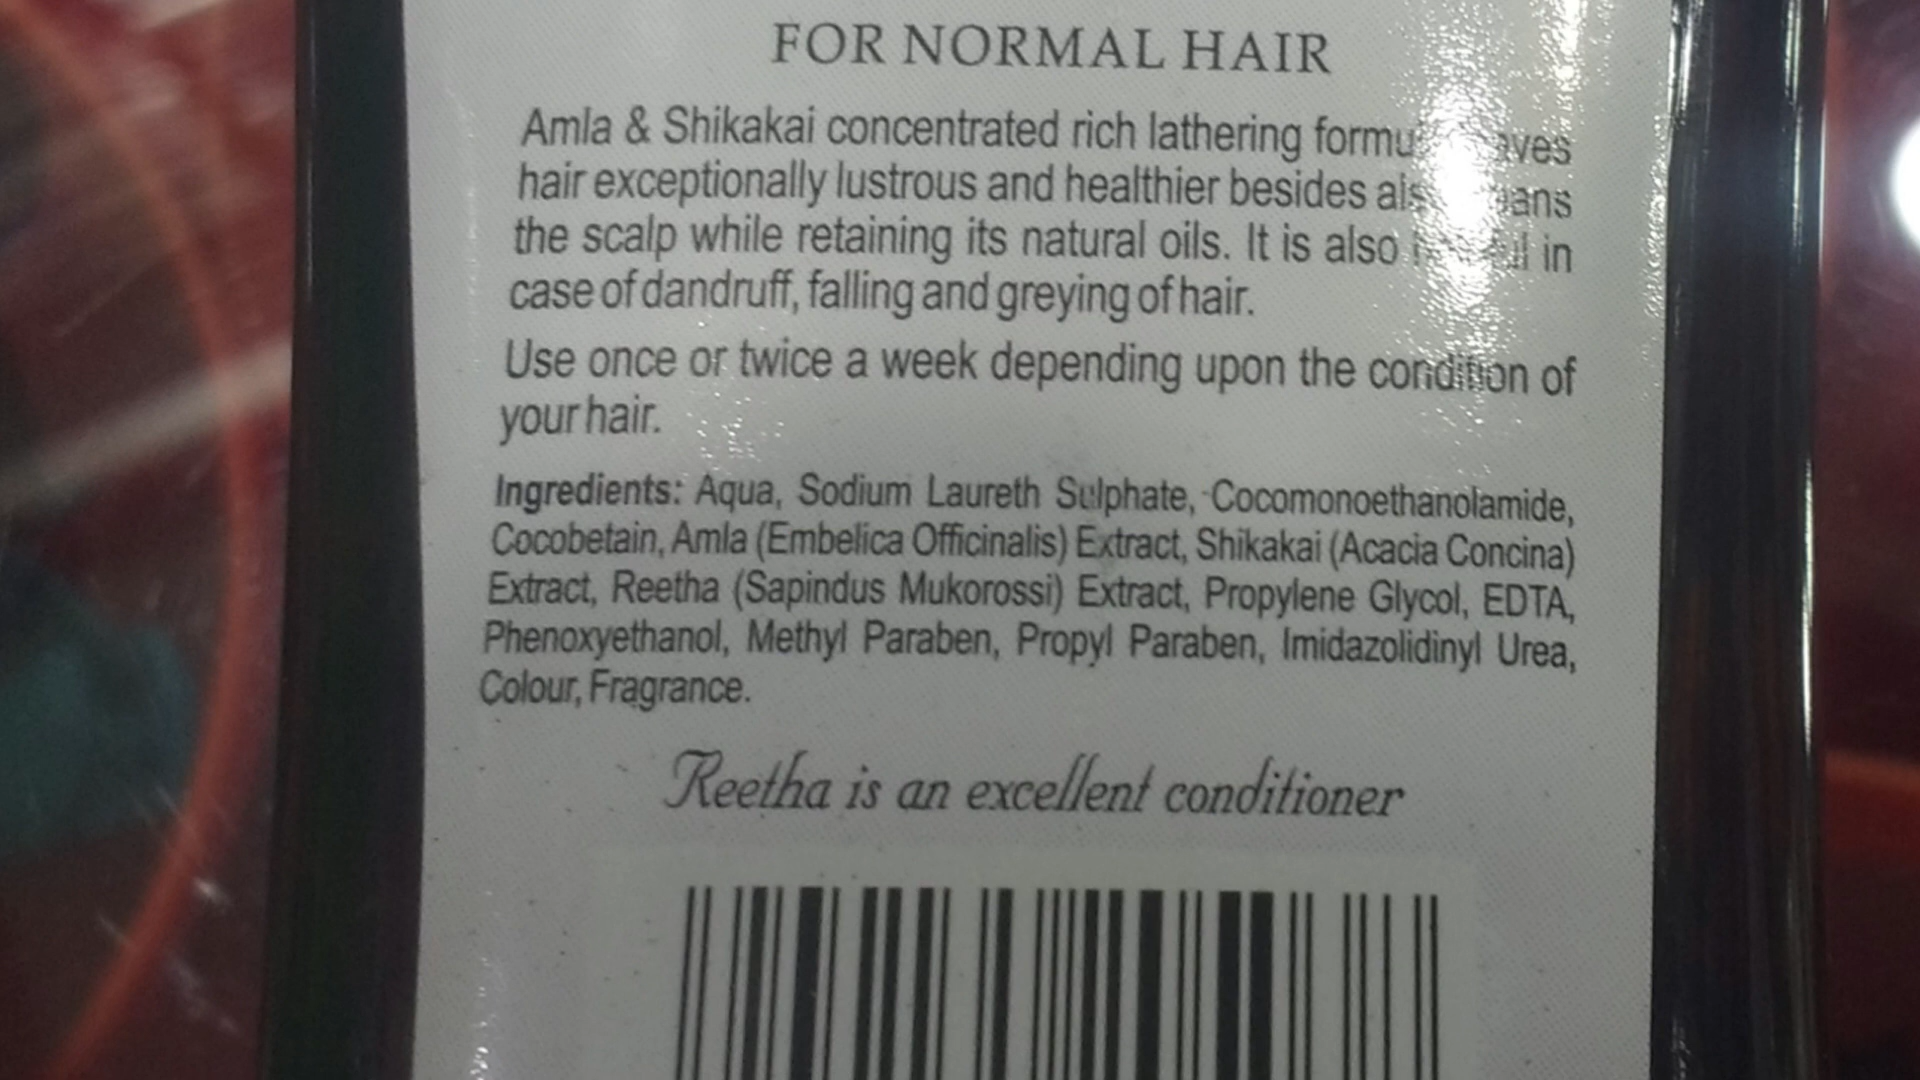 FOR NORMAL HAIR
Amla & Shikakai concentrated rich lathering
hair exceptionally lustrous and healthier besides
the scalp while retaining its natural oils. It is also in
case of dandruff, falling and greying of hair.
Use once or twice a week depending upon the condition of
your hair.
Ingredients: Aqua, Sodium Laureth Sulphate, Cocomonoethanolamide,
Cocobetain, Amla (Embelica Officinalis) Extract, Shikakai (Acacia Concina)
Extract, Reetha (Sapindus Mukorossi) Extract, Propylene Glycol, EDTA,
Phenoxyethanol, Methyl Paraben, Propyl Paraben, Imidazolidinyl Urea,
Colour, Fragrance.
Reetha is an excellent conditioner